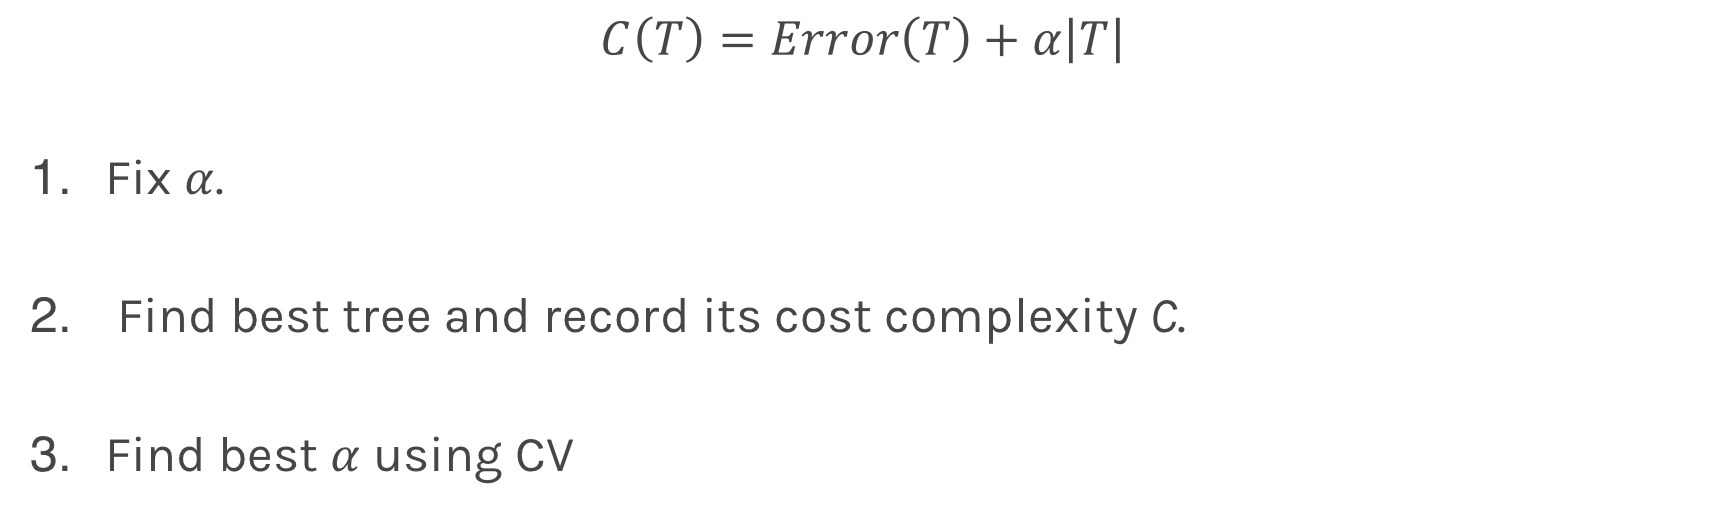 C(T) = Error(T) + α|T|
1. Fix α.
2. Find best tree and record its cost complexity C.
3. Find best α using CV